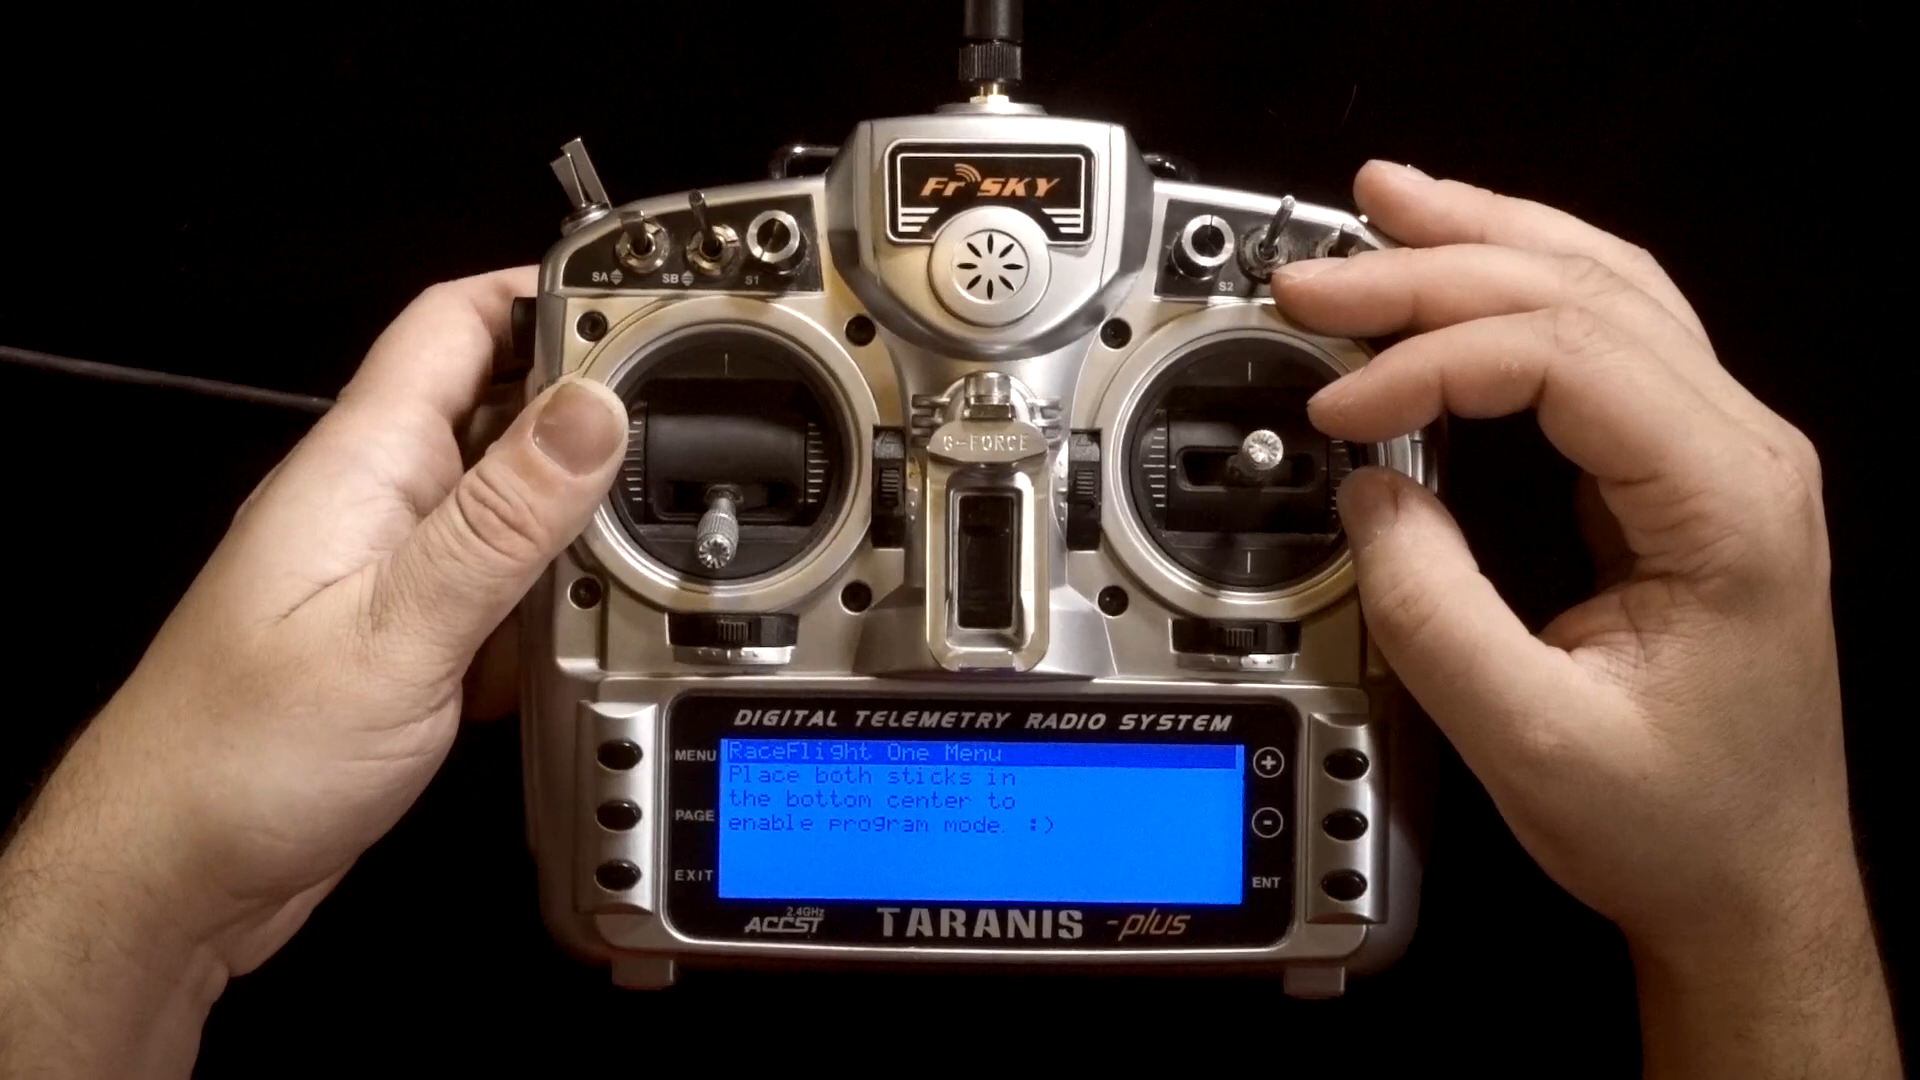 FrSKY
SA
SB
S1
S2
G-FORCE
DIGITAL TELEMETRY RADIO SYSTEM
MENU
PAGE
EXIT
RaceFlight One Menu
Place both sticks in
the bottom center to
enable program mode. :)
+
-
ENT
2.4GHz
ACCST
TARANIS -plus